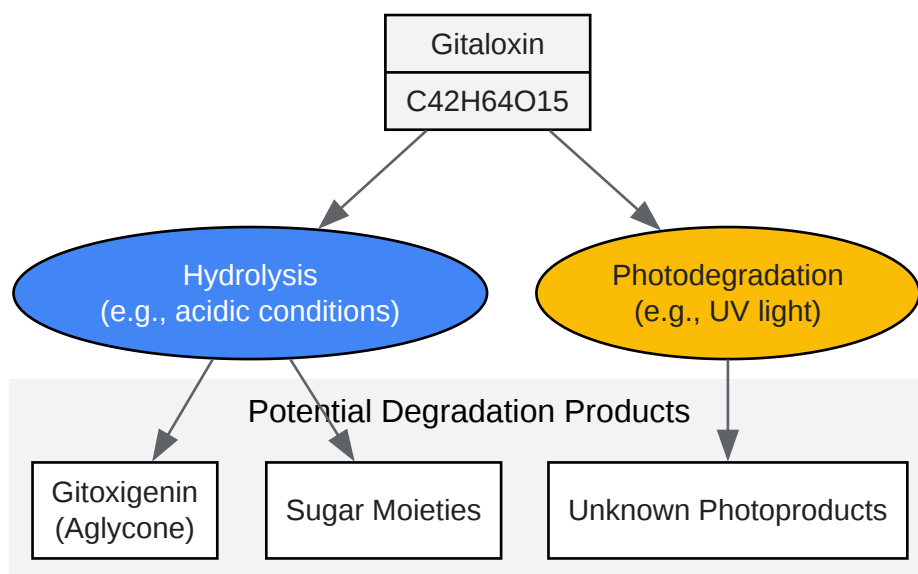 Gitaloxin
C42H64O15
Hydrolysis
(e.g., acidic conditions)
Photodegradation
(e.g., UV light)
Potential Degradation Products
Gitoxigenin
(Aglycone)
Sugar Moieties
Unknown Photoproducts